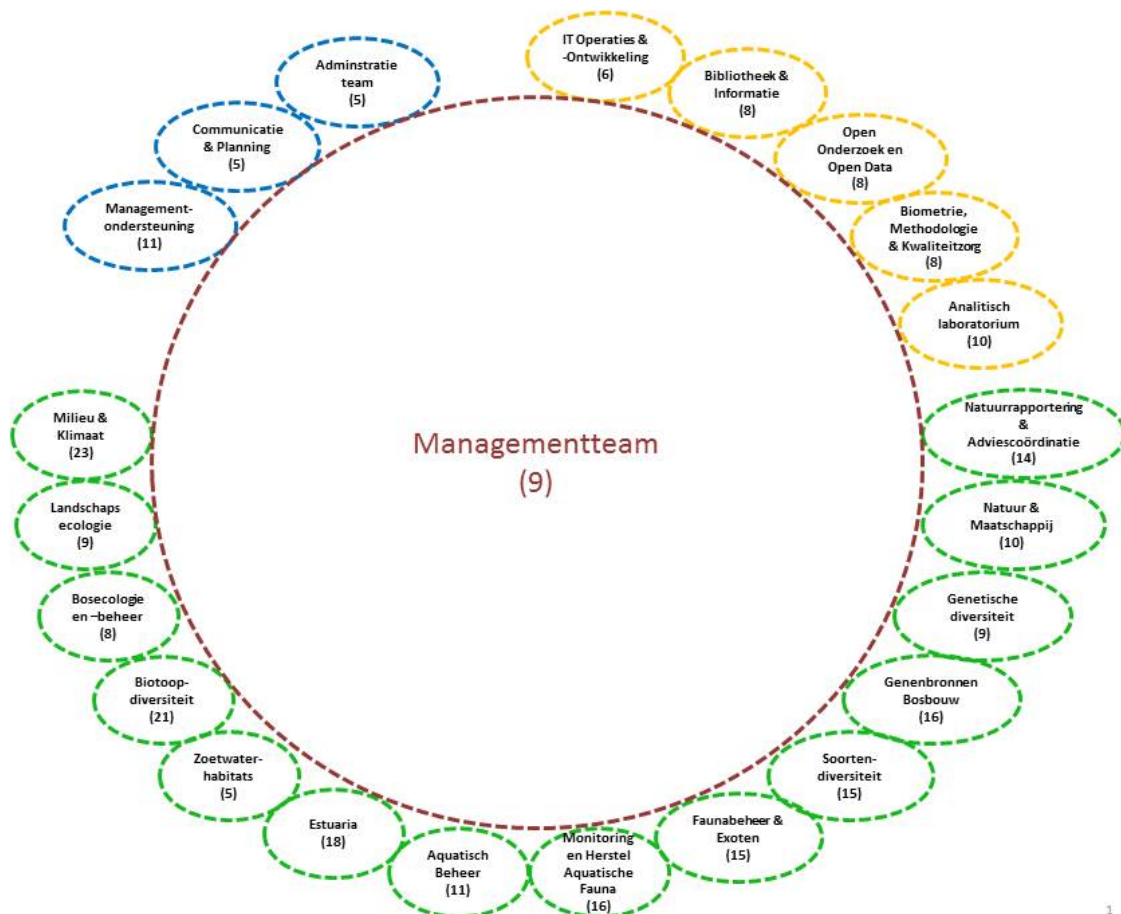 Adminstratie
team
(5)
Communicatie
& Planning
(5)
Management-
ondersteuning
(11)
IT Operaties &
-Ontwikkeling
(6)
Bibliotheek &
Informatie
(8)
Open
Onderzoek en
Open Data
(8)
Biometrie,
Methodologie
& Kwaliteitzorg
(8)
Analitisch
laboratorium
(10)
Managementteam
(9)
Milieu &
Klimaat
(23)
Landschaps
ecologie
(9)
Bosecologie
en –beheer
(8)
Biotoop-
diversiteit
(21)
Zoetwater-
habitats
(5)
Estuaria
(18)
Aquatisch
Beheer
(11)
Monitoring
en Herstel
Aquatische
Fauna
(16)
Faunabeheer &
Exoten
(15)
Soorten-
diversiteit
(15)
Genenbronnen
Bosbouw
(16)
Genetische
diversiteit
(9)
Natuur &
Maatschappij
(10)
Natuurrapportering
&
Adviescoördinatie
(14)
1